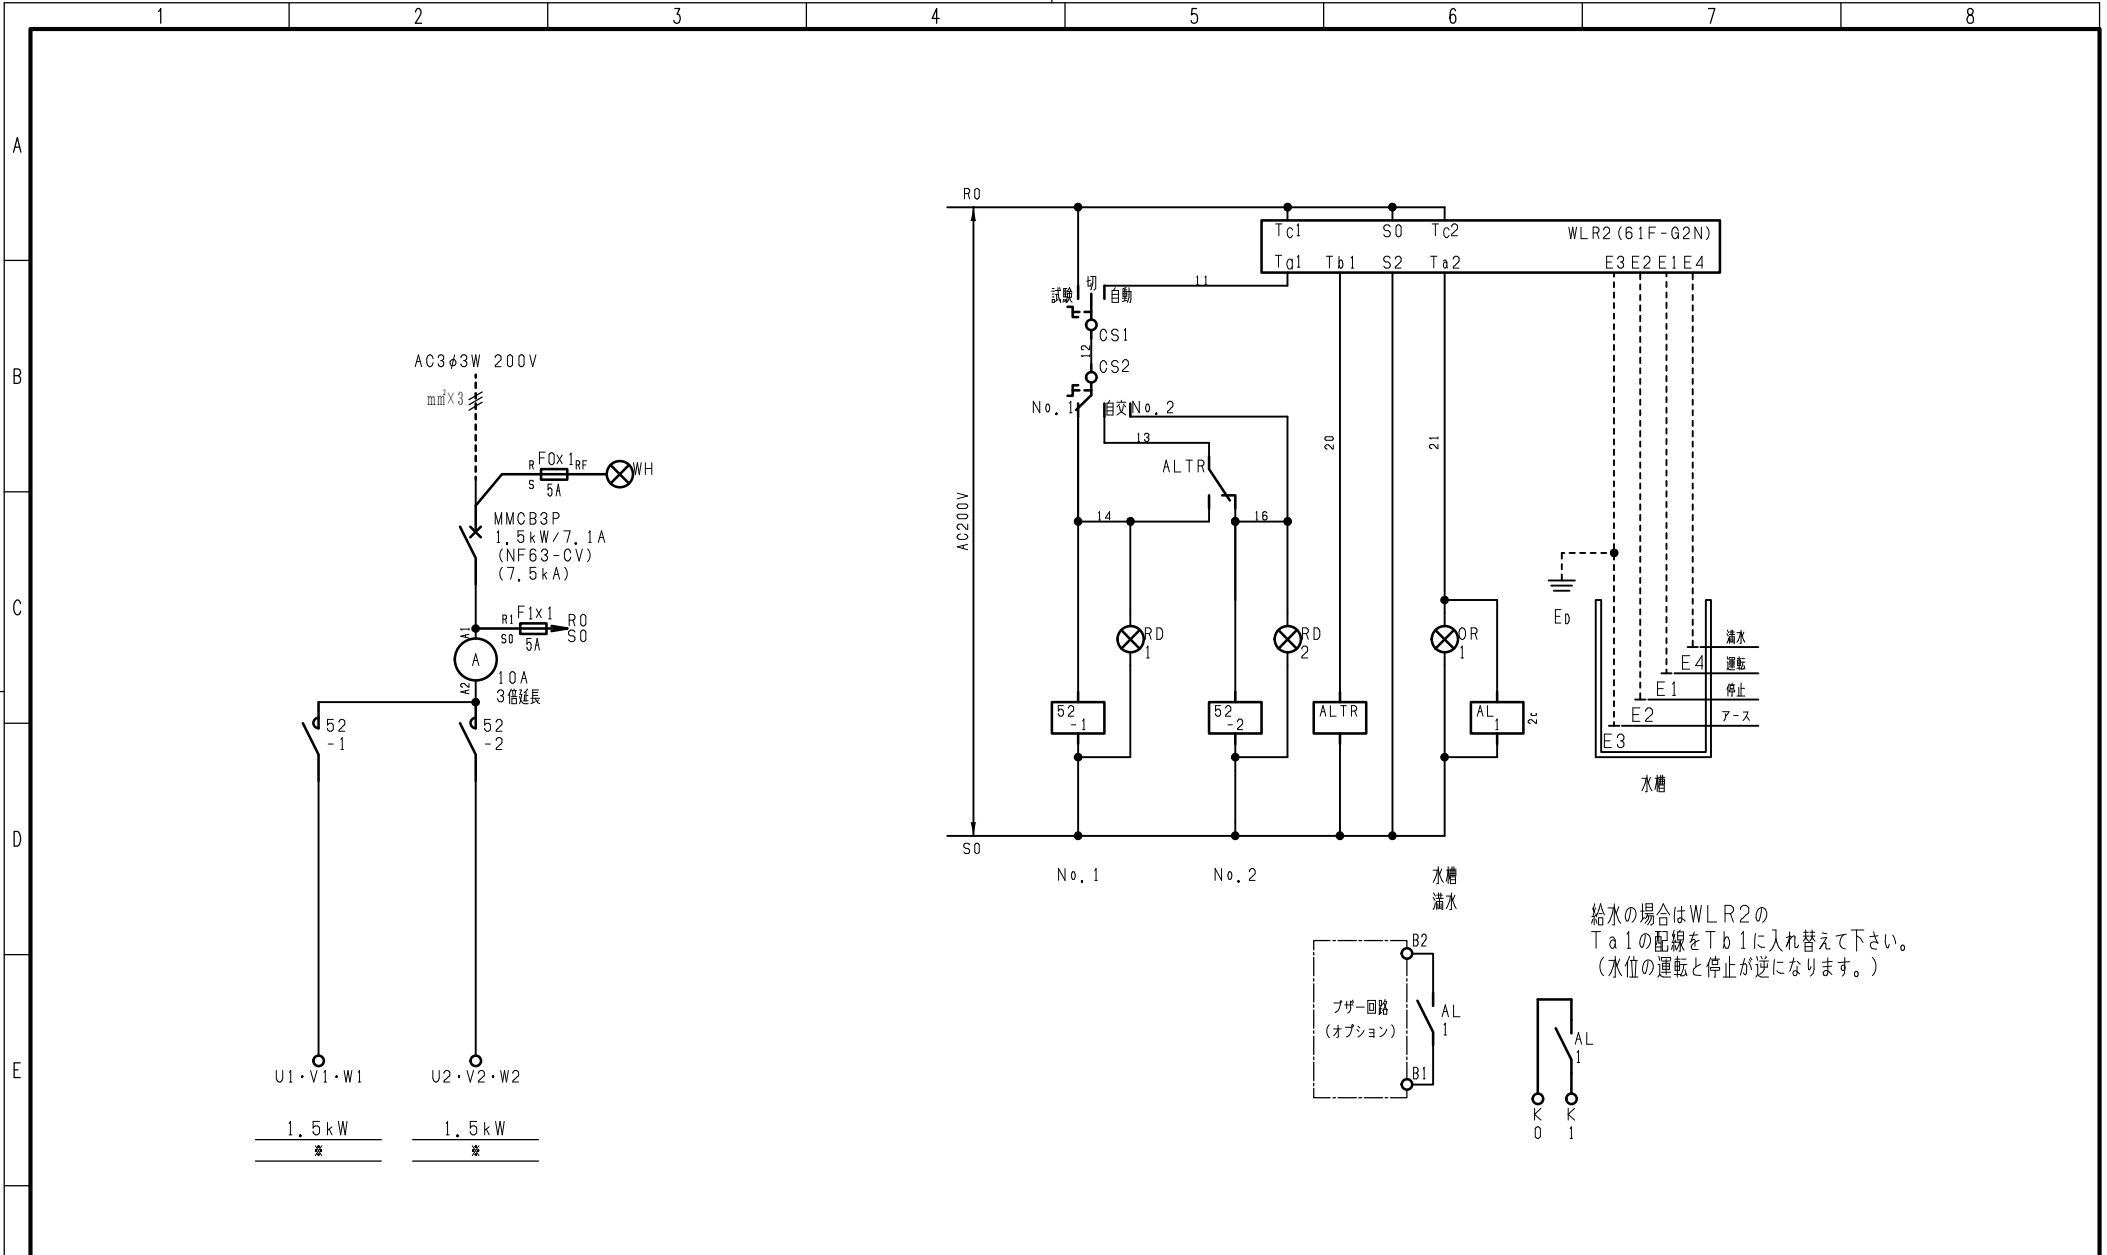 1 2 3 4 5 6 7 8
A
B
C
D
E
AC3φ3W 200V
mm²×3
R F0×1 RF
S 5A
WH
MMCB3P
1.5kW/7.1A
(NF63-CV)
(7.5kA)
R1 F1×1 R0
S0 5A S0
A1
A
A2
10A
3倍延長
52
-1
52
-2
U1・V1・W1
U2・V2・W2
1.5kW
※
1.5kW
※
R0
AC200V
S0
Tc1 S0 Tc2 WLR2(61F-G2N)
Ta1 Tb1 S2 Ta2 E3 E2 E1 E4
試験 切 自動
11
CS1
12
CS2
No.1 自交 No.2
13
ALTR
14
16
20
21
RD
1
RD
2
OR
1
52
-1
52
-2
ALTR
AL
1
2c
ED
E4 満水
E1 運転
E2 停止
E3 アース
水槽
No.1
No.2
水槽
満水
給水の場合はWLR2の
Ta1の配線をTb1に入れ替えて下さい。
(水位の運転と停止が逆になります。)
B2
ブザー回路
(オプション)
AL
1
B1
AL
1
K
0
K
1